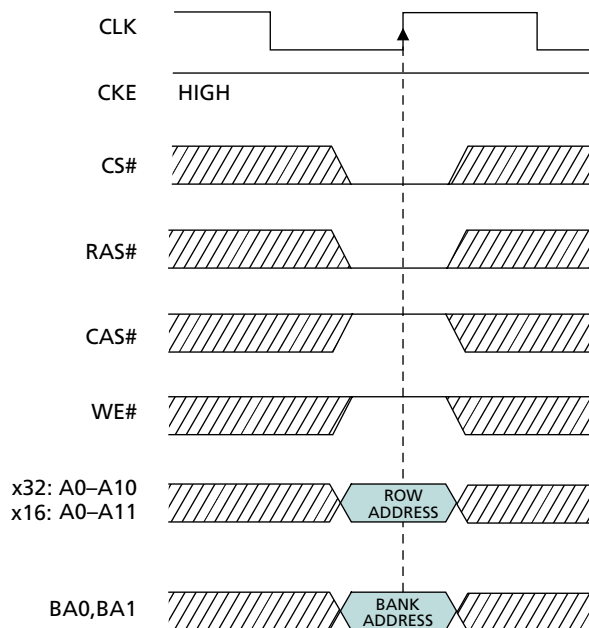 CLK
CKE HIGH
CS#
RAS#
CAS#
WE#
x32: A0–A10
x16: A0–A11
ROW
ADDRESS
BA0,BA1
BANK
ADDRESS